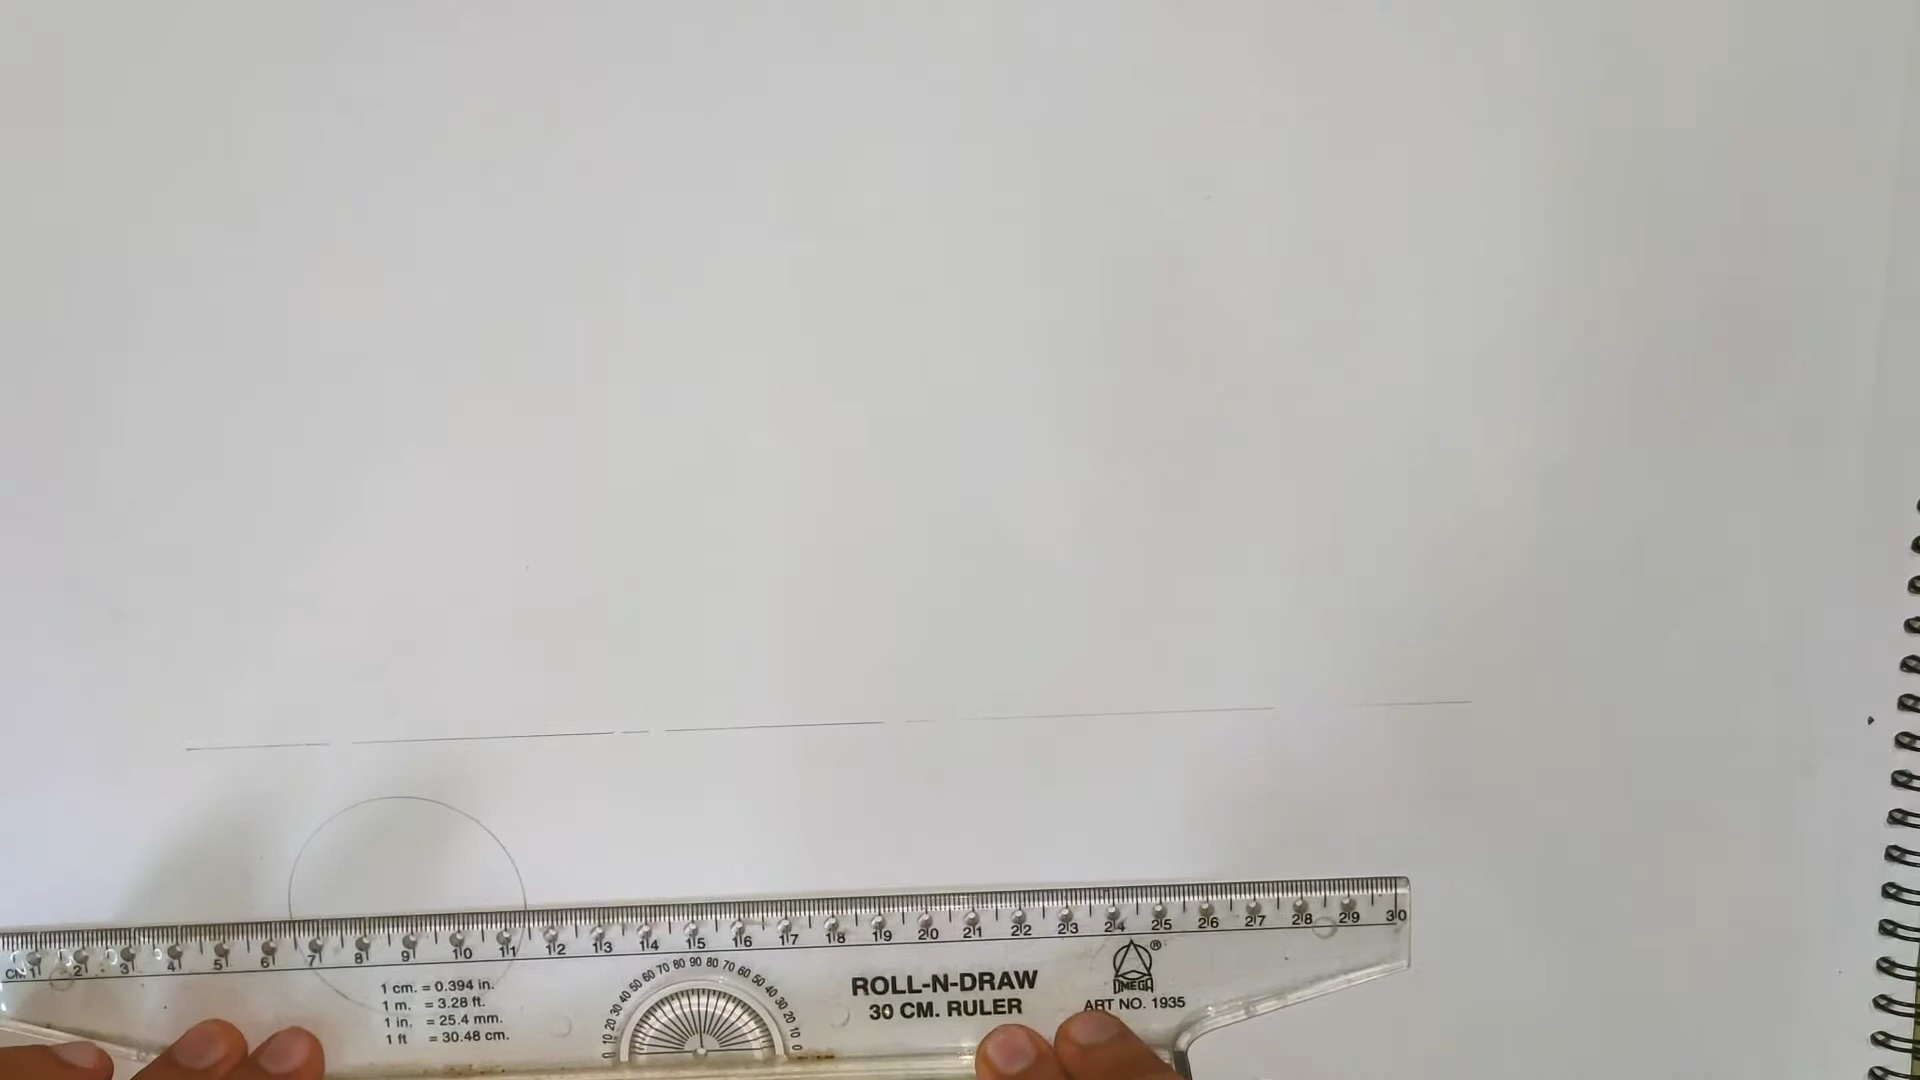 CM 1 2 3 4 5 6 7 8 9 10 11 12 13 14 15 16 17 18 19 20 21 22 23 24 25 26 27 28 29 30
1 cm. = 0.394 in.
1 m. = 3.28 ft.
1 in. = 25.4 mm.
1 ft = 30.48 cm.
0 10 20 30 40 50 60 70 80 90 80 70 60 50 40 30 20 10 0
ROLL-N-DRAW
30 CM. RULER
®
OMEGA
ART NO. 1935